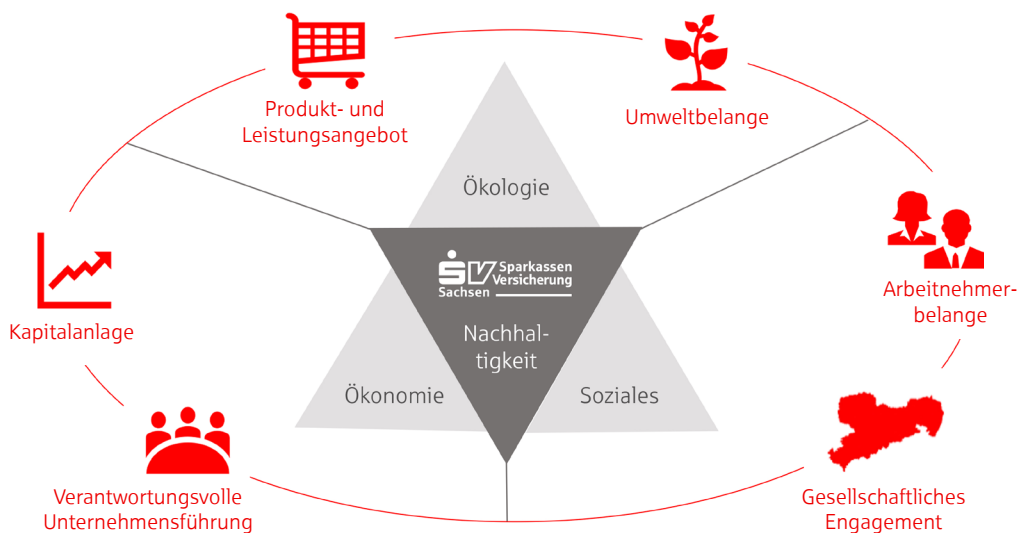 Produkt- und
Leistungsangebot
Umweltbelange
Ökologie
Sparkassen
Versicherung
Sachsen
Arbeitnehmer-
belange
Kapitalanlage
Nachhal-
tigkeit
Ökonomie
Soziales
Verantwortungsvolle
Unternehmensführung
Gesellschaftliches
Engagement